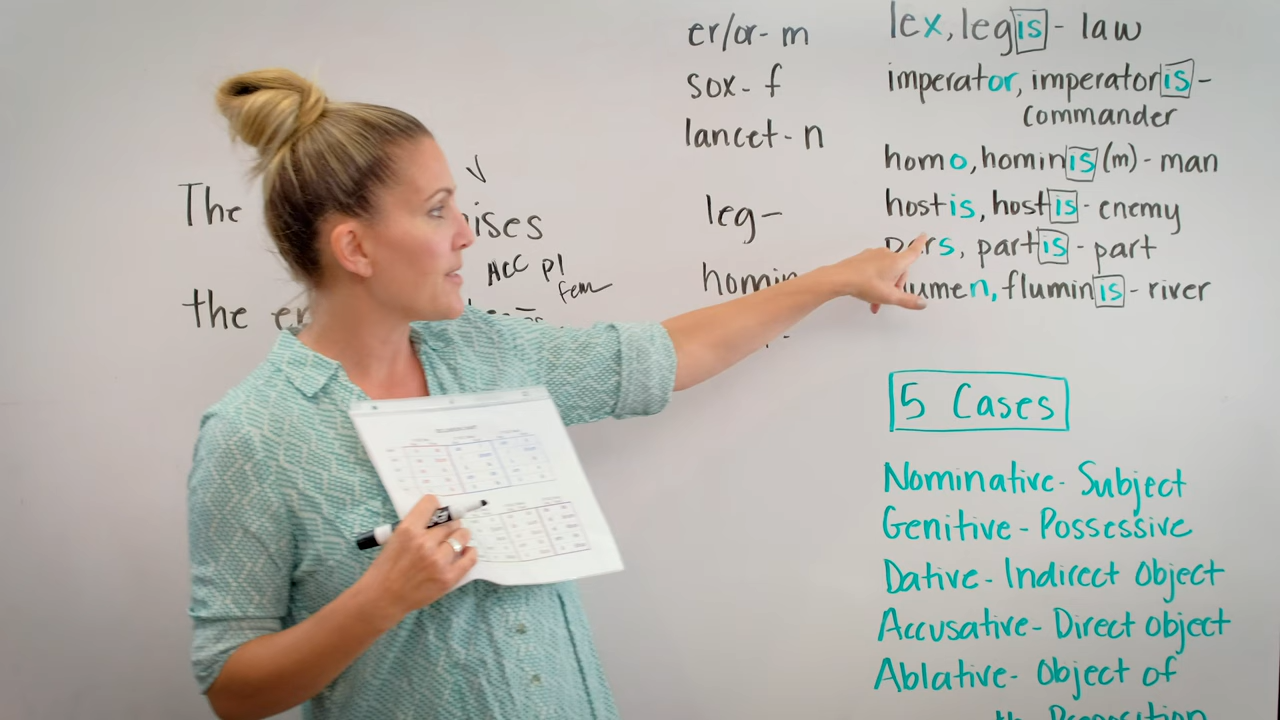 The ises
ACC pl
fem
the
er/or- m
sox- f
lancet- n
leg-
homin
lex, legis - law
imperator, imperatoris -
commander
homo, hominis (m) - man
hostis, hostis - enemy
pars, partis - part
flumen, fluminis - river
5 Cases
Nominative- Subject
Genitive - Possessive
Dative- Indirect Object
Accusative- Direct object
Ablative- Object of
the Preposition